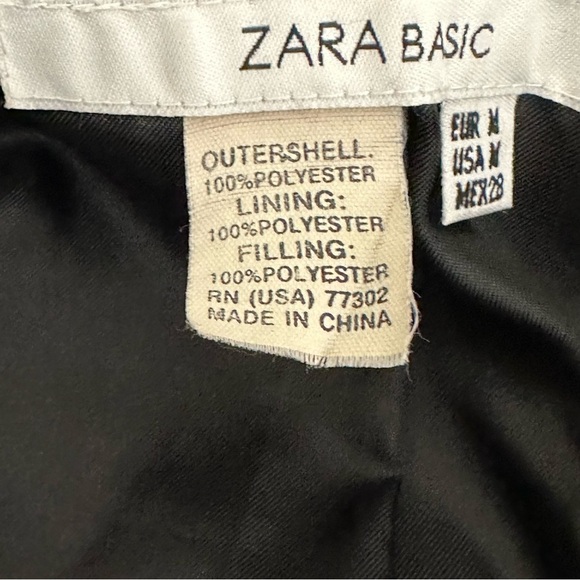 ZARA BASIC
OUTERSHELL.
100%POLYESTER
LINING:
100%POLYESTER
FILLING:
100%POLYESTER
RN (USA) 77302
MADE IN CHINA
EUR M
USA M
MEX28